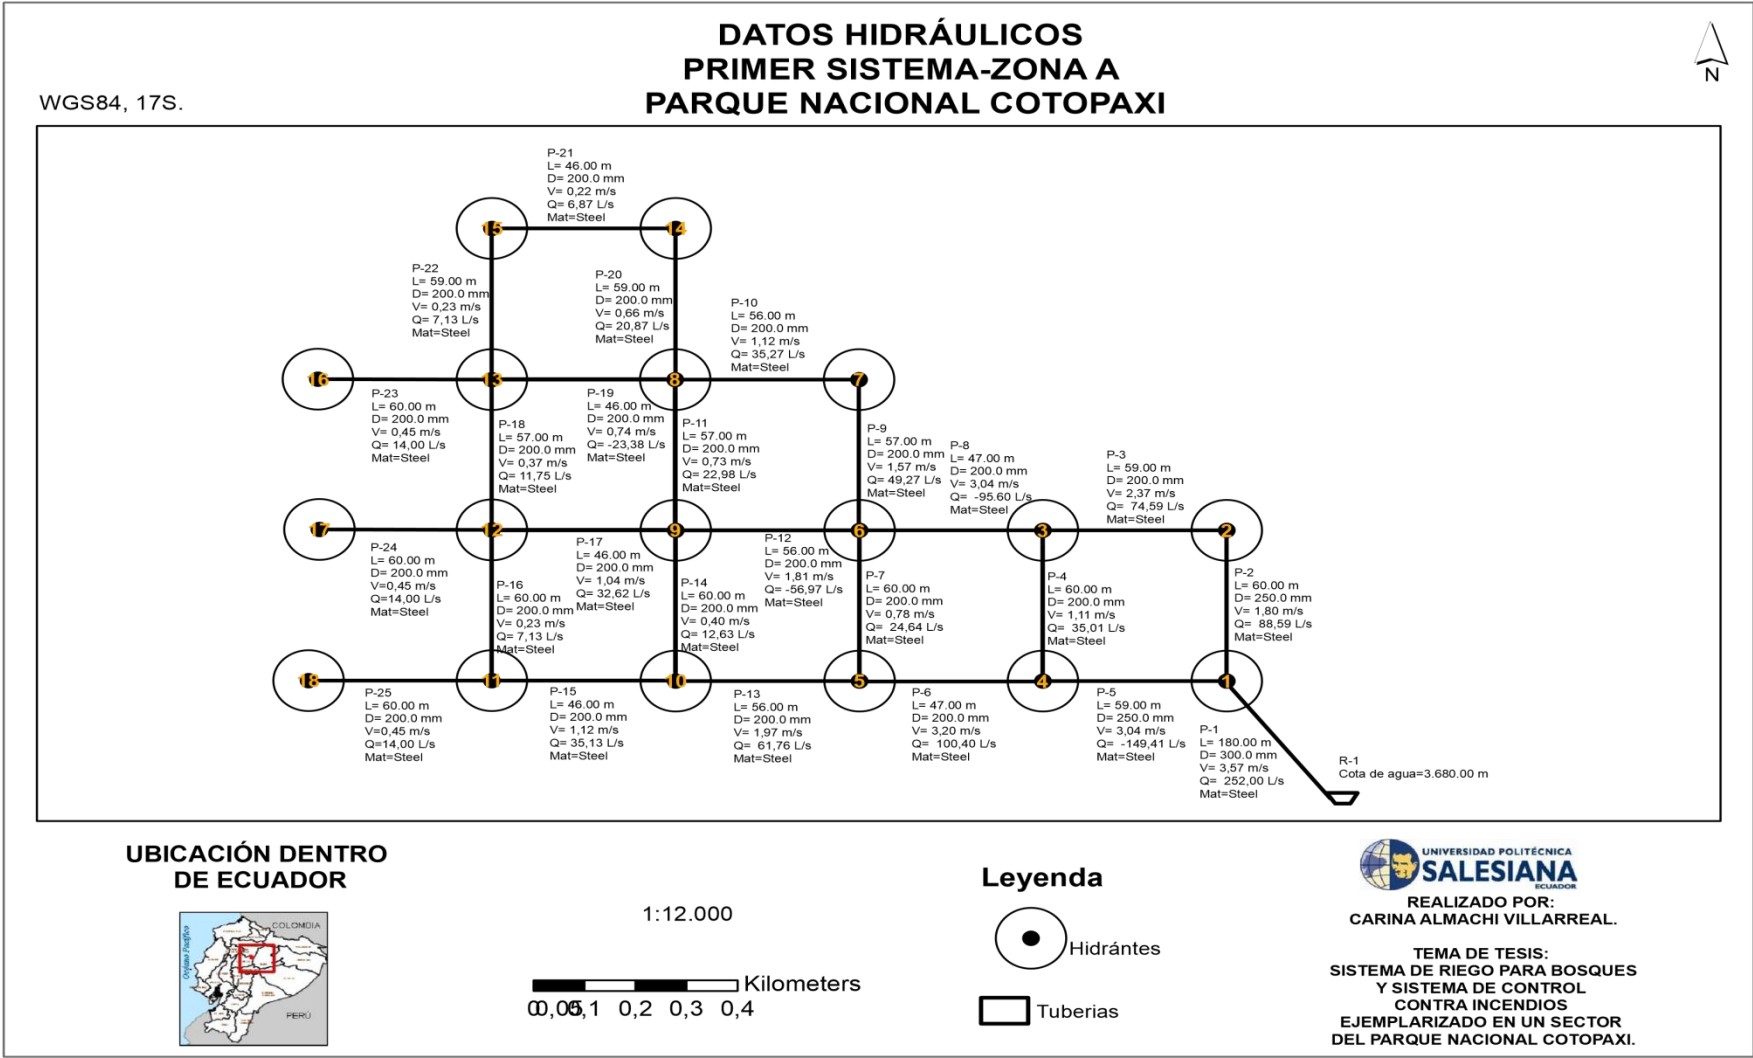 DATOS HIDRÁULICOS
PRIMER SISTEMA-ZONA A
PARQUE NACIONAL COTOPAXI
WGS84, 17S.
N
P-21
L= 46.00 m
D= 200.0 mm
V= 0,22 m/s
Q= 6,87 L/s
Mat=Steel
15
14
P-22
L= 59.00 m
D= 200.0 mm
V= 0,23 m/s
Q= 7,13 L/s
Mat=Steel
P-20
L= 59.00 m
D= 200.0 mm
V= 0,66 m/s
Q= 20,87 L/s
Mat=Steel
P-10
L= 56.00 m
D= 200.0 mm
V= 1,12 m/s
Q= 35,27 L/s
Mat=Steel
16
13
8
7
P-23
L= 60.00 m
D= 200.0 mm
V= 0,45 m/s
Q= 14,00 L/s
Mat=Steel
P-18
L= 57.00 m
D= 200.0 mm
V= 0,37 m/s
Q= 11,75 L/s
Mat=Steel
P-19
L= 46.00 m
D= 200.0 mm
V= 0,74 m/s
Q= -23,38 L/s
Mat=Steel
P-11
L= 57.00 m
D= 200.0 mm
V= 0,73 m/s
Q= 22,98 L/s
Mat=Steel
P-9
L= 57.00 m
D= 200.0 mm
V= 1,57 m/s
Q= 49,27 L/s
Mat=Steel
P-8
L= 47.00 m
D= 200.0 mm
V= 3,04 m/s
Q= -95.60 L/s
Mat=Steel
P-3
L= 59.00 m
D= 200.0 mm
V= 2,37 m/s
Q= 74,59 L/s
Mat=Steel
17
12
9
6
3
2
P-24
L= 60.00 m
D= 200.0 mm
V=0,45 m/s
Q=14,00 L/s
Mat=Steel
P-16
L= 60.00 m
D= 200.0 mm
V= 0,23 m/s
Q= 7,13 L/s
Mat=Steel
P-17
L= 46.00 m
D= 200.0 mm
V= 1,04 m/s
Q= 32,62 L/s
Mat=Steel
P-14
L= 60.00 m
D= 200.0 mm
V= 0,40 m/s
Q= 12,63 L/s
Mat=Steel
P-12
L= 56.00 m
D= 200.0 mm
V= 1,81 m/s
Q= -56,97 L/s
Mat=Steel
P-7
L= 60.00 m
D= 200.0 mm
V= 0,78 m/s
Q= 24,64 L/s
Mat=Steel
P-4
L= 60.00 m
D= 200.0 mm
V= 1,11 m/s
Q= 35,01 L/s
Mat=Steel
P-2
L= 60.00 m
D= 250.0 mm
V= 1,80 m/s
Q= 88,59 L/s
Mat=Steel
18
11
10
5
4
1
P-25
L= 60.00 m
D= 200.0 mm
V=0,45 m/s
Q=14,00 L/s
Mat=Steel
P-15
L= 46.00 m
D= 200.0 mm
V= 1,12 m/s
Q= 35,13 L/s
Mat=Steel
P-13
L= 56.00 m
D= 200.0 mm
V= 1,97 m/s
Q= 61,76 L/s
Mat=Steel
P-6
L= 47.00 m
D= 200.0 mm
V= 3,20 m/s
Q= 100,40 L/s
Mat=Steel
P-5
L= 59.00 m
D= 250.0 mm
V= 3,04 m/s
Q= -149,41 L/s
Mat=Steel
P-1
L= 180.00 m
D= 300.0 mm
V= 3,57 m/s
Q= 252,00 L/s
Mat=Steel
R-1
Cota de agua=3.680.00 m
UBICACIÓN DENTRO
DE ECUADOR
COLOMBIA
Océano Pacífico
PERÚ
1:12.000
Kilometers
0 0,05 0,1 0,2 0,3 0,4
Leyenda
Hidrántes
Tuberias
UNIVERSIDAD POLITÉCNICA
SALESIANA
ECUADOR
REALIZADO POR:
CARINA ALMACHI VILLARREAL.
TEMA DE TESIS:
SISTEMA DE RIEGO PARA BOSQUES
Y SISTEMA DE CONTROL
CONTRA INCENDIOS
EJEMPLARIZADO EN UN SECTOR
DEL PARQUE NACIONAL COTOPAXI.